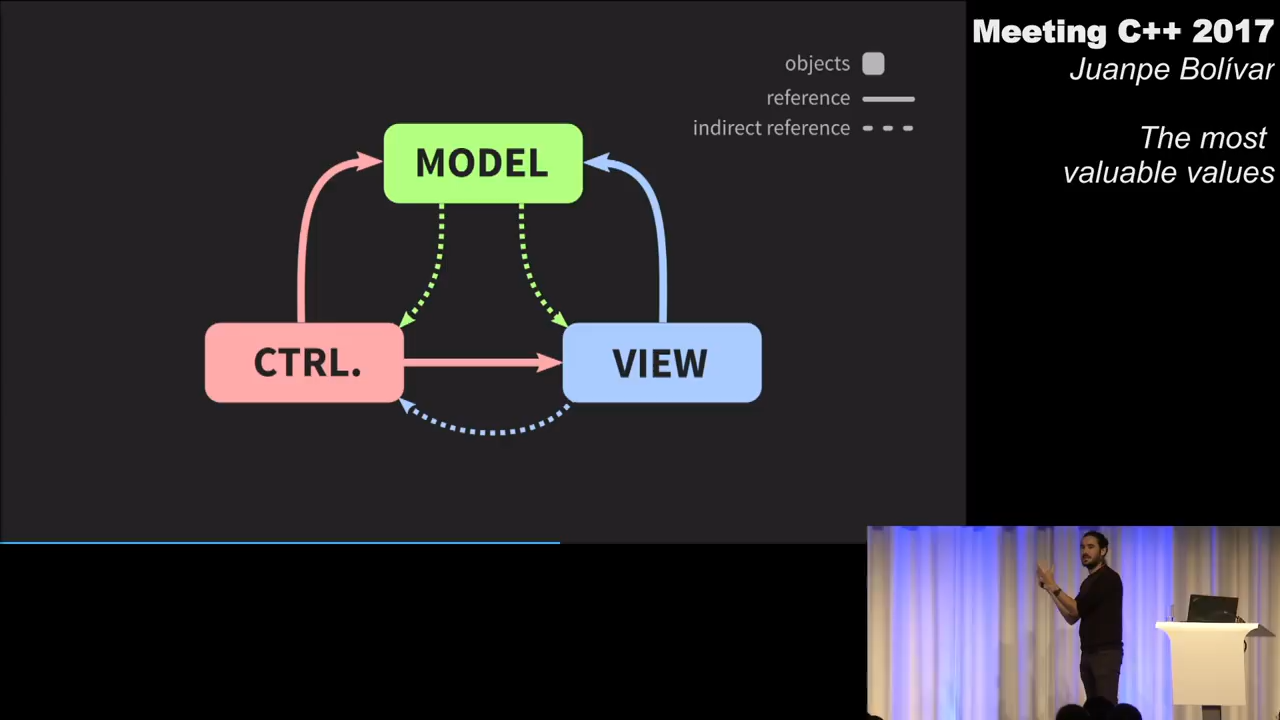 objects
reference
indirect reference
MODEL
CTRL.
VIEW
Meeting C++ 2017
Juanpe Bolívar
The most
valuable values